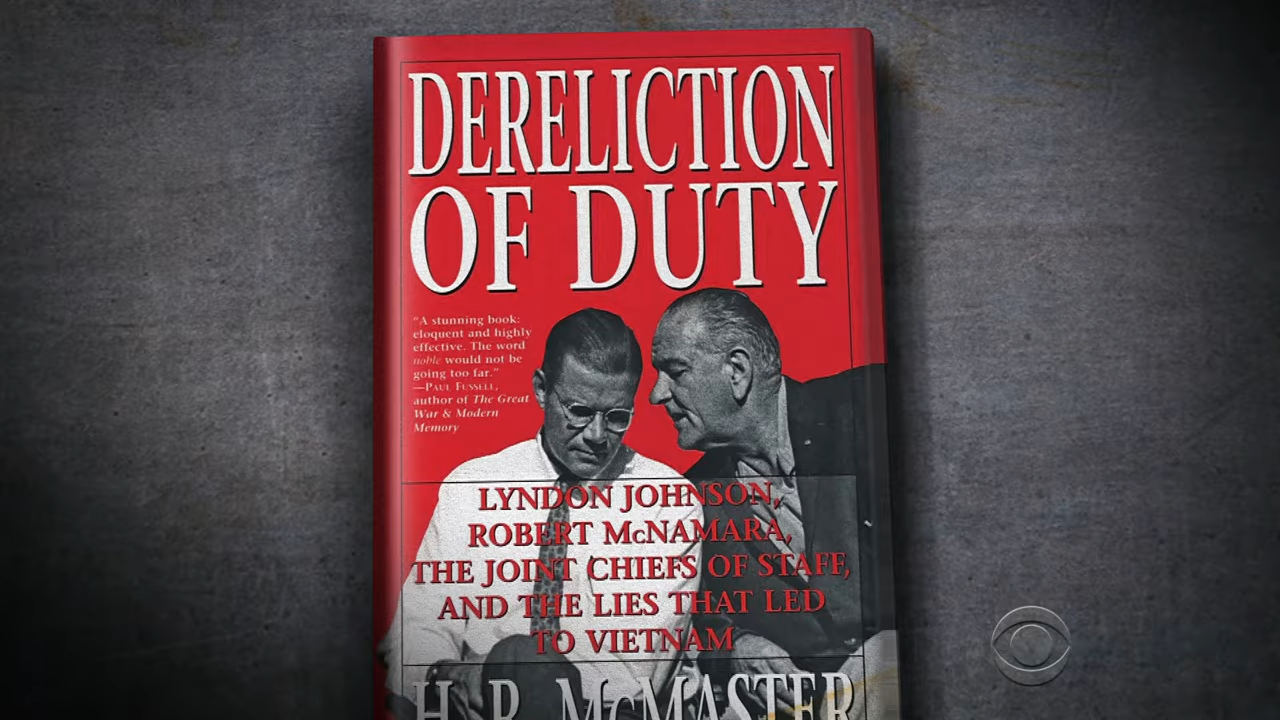 DERELICTION
OF DUTY
"A stunning book:
eloquent and highly
effective. The word
noble would not be
going too far."
—PAUL FUSSELL,
author of The Great
War & Modern
Memory
LYNDON JOHNSON,
ROBERT McNAMARA,
THE JOINT CHIEFS OF STAFF,
AND THE LIES THAT LED
TO VIETNAM
H. R. McMASTER